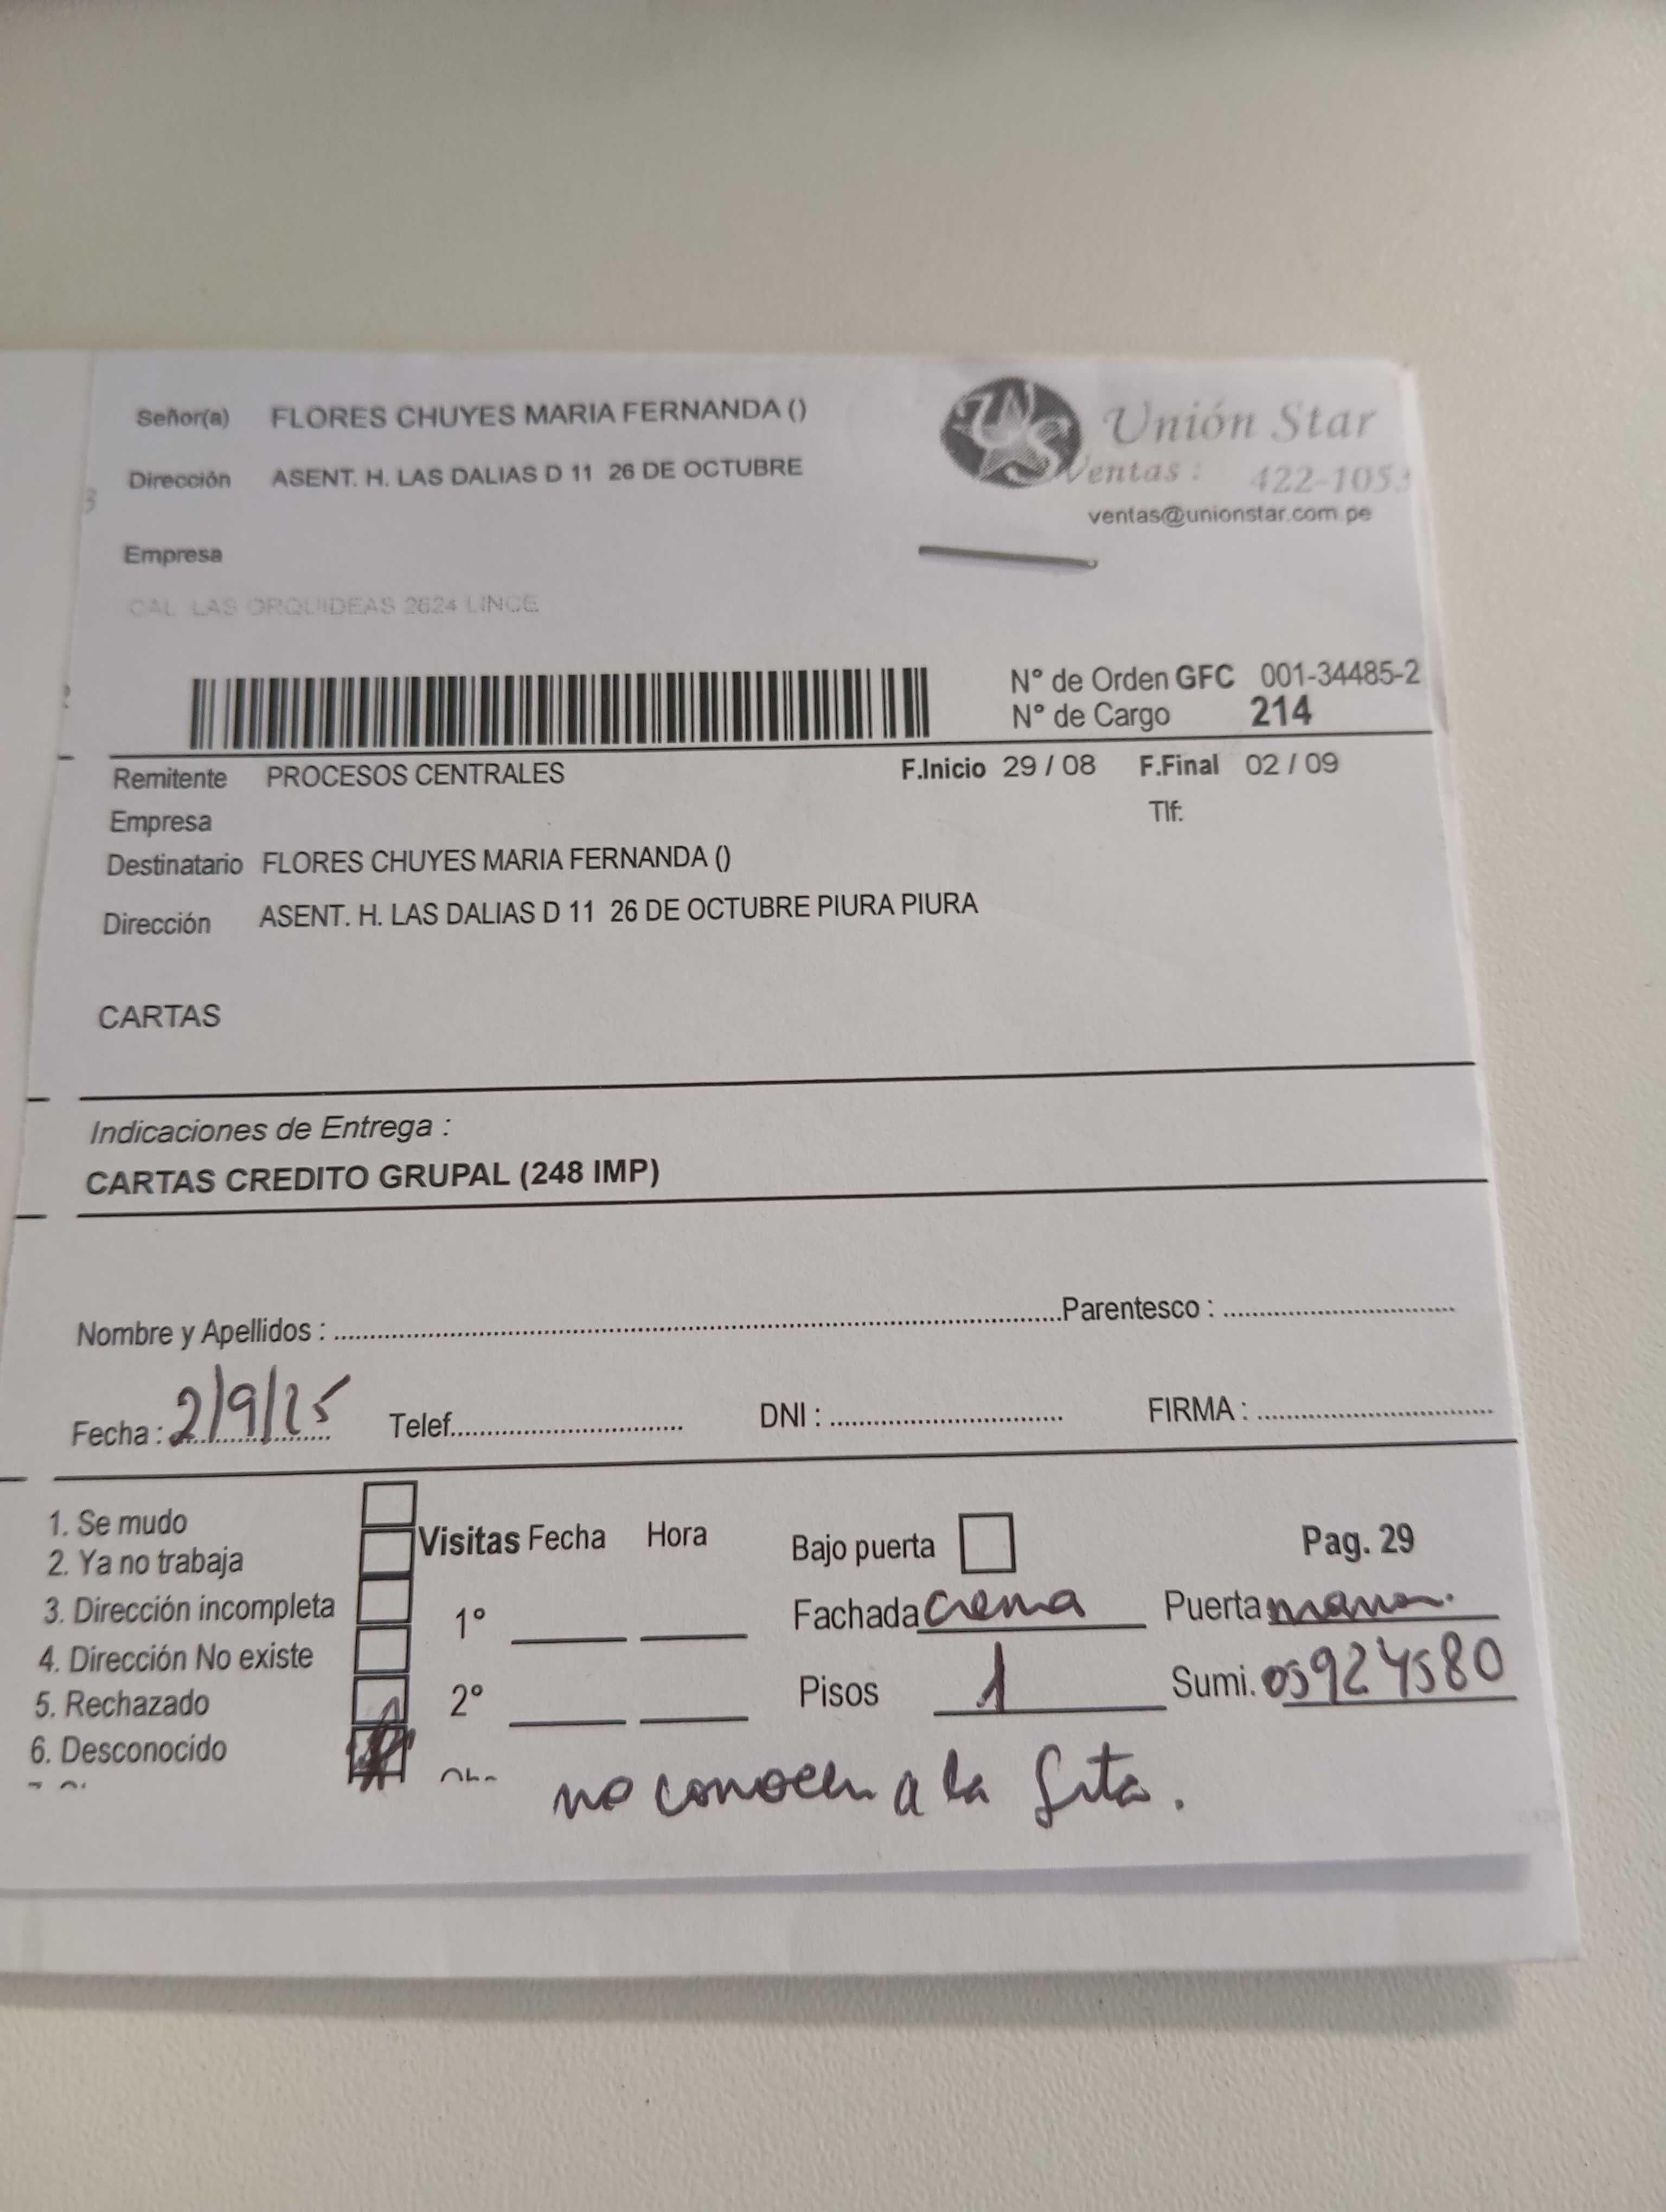 Señor(a) FLORES CHUYES MARIA FERNANDA ()
Unión Star
Dirección ASENT. H. LAS DALIAS D 11 26 DE OCTUBRE
Ventas : 422-1053
ventas@unionstar.com.pe
Empresa
CAL LAS ORQUIDEAS 2624 LINCE
N° de Orden GFC 001-34485-2
N° de Cargo 214
Remitente PROCESOS CENTRALES F.Inicio 29 / 08 F.Final 02 / 09
Empresa Tlf:
Destinatario FLORES CHUYES MARIA FERNANDA ()
Dirección ASENT. H. LAS DALIAS D 11 26 DE OCTUBRE PIURA PIURA
CARTAS
Indicaciones de Entrega :
CARTAS CREDITO GRUPAL (248 IMP)
Nombre y Apellidos : Parentesco :
Fecha : 2/9/25 Telef. DNI : FIRMA :
1. Se mudo
2. Ya no trabaja
3. Dirección incompleta
4. Dirección No existe
5. Rechazado
6. Desconocido
Visitas Fecha Hora
1°
2°
Bajo puerta Pag. 29
Fachada crema Puerta
Pisos 1 Sumi. 05924580
no conocen a la Srta.